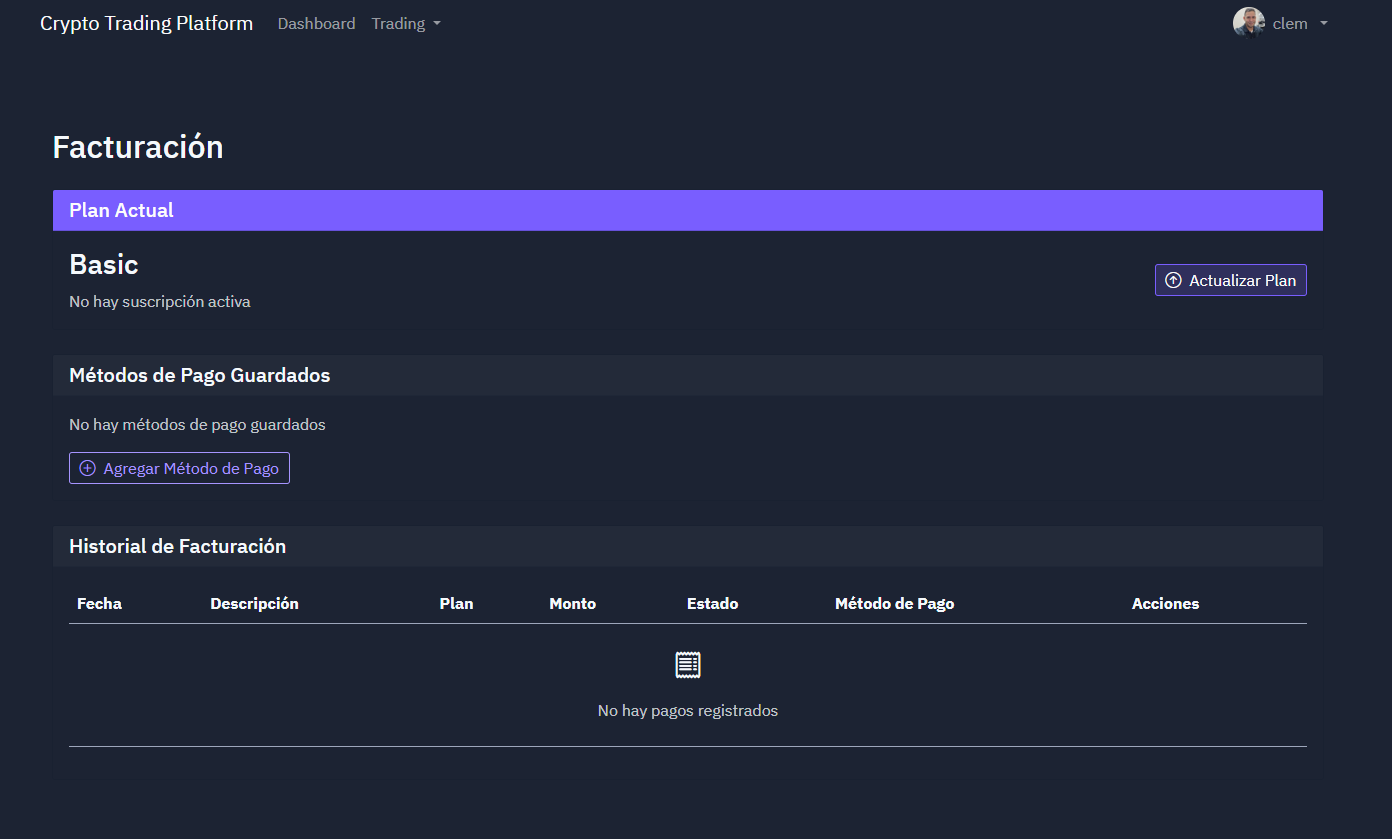 Crypto Trading Platform Dashboard Trading clem
Facturación
Plan Actual
Basic
No hay suscripción activa
Actualizar Plan
Métodos de Pago Guardados
No hay métodos de pago guardados
Agregar Método de Pago
Historial de Facturación
Fecha Descripción Plan Monto Estado Método de Pago Acciones
No hay pagos registrados